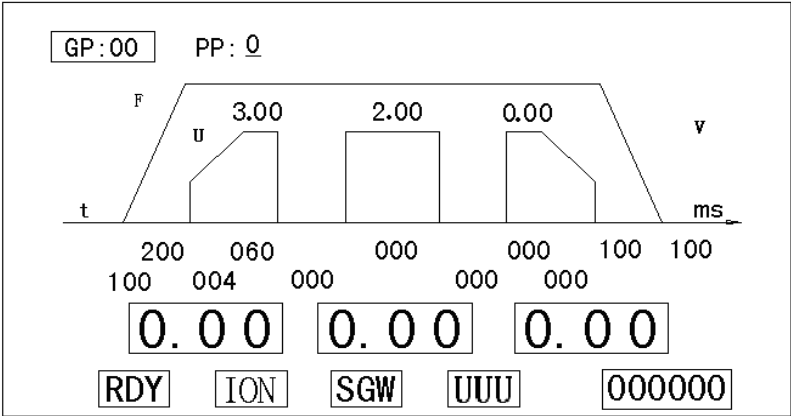 GP:00 PP: 0
F 3.00 2.00 0.00
U V
t ms
200 060 000 000 100 100
100 004 000 000 000
0.00 0.00 0.00
RDY ION SGW UUU 000000